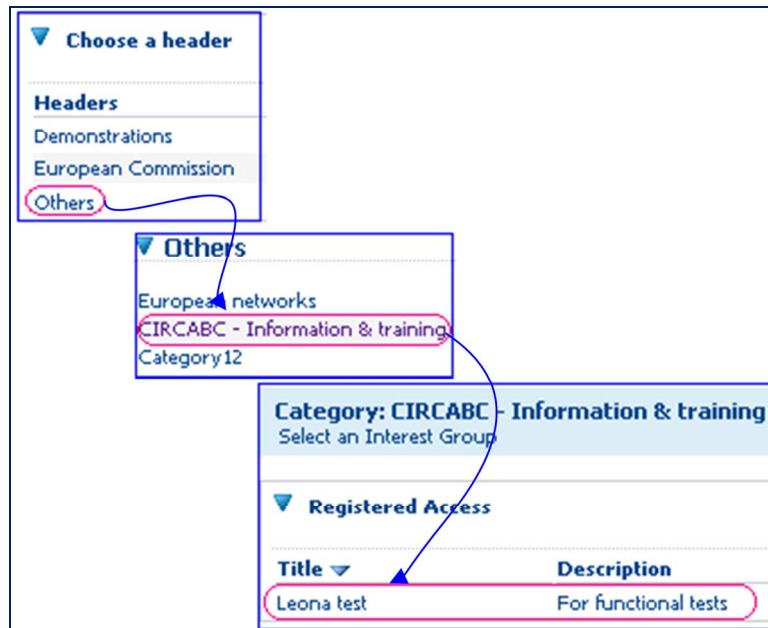 Choose a header
Headers
Demonstrations
European Commission
Others
Others
European networks
CIRCABC - Information & training
Category12
Category: CIRCABC - Information & training
Select an Interest Group
Registered Access
Title Description
Leona test For functional tests